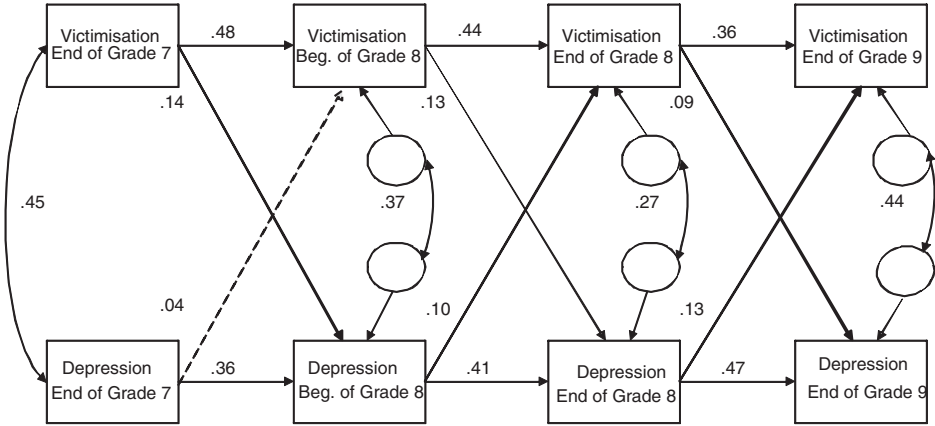 Victimisation
End of Grade 7
.48
Victimisation
Beg. of Grade 8
.44
Victimisation
End of Grade 8
.36
Victimisation
End of Grade 9
.14
.13
.09
.45
.37
.27
.44
.04
.10
.13
Depression
End of Grade 7
.36
Depression
Beg. of Grade 8
.41
Depression
End of Grade 8
.47
Depression
End of Grade 9